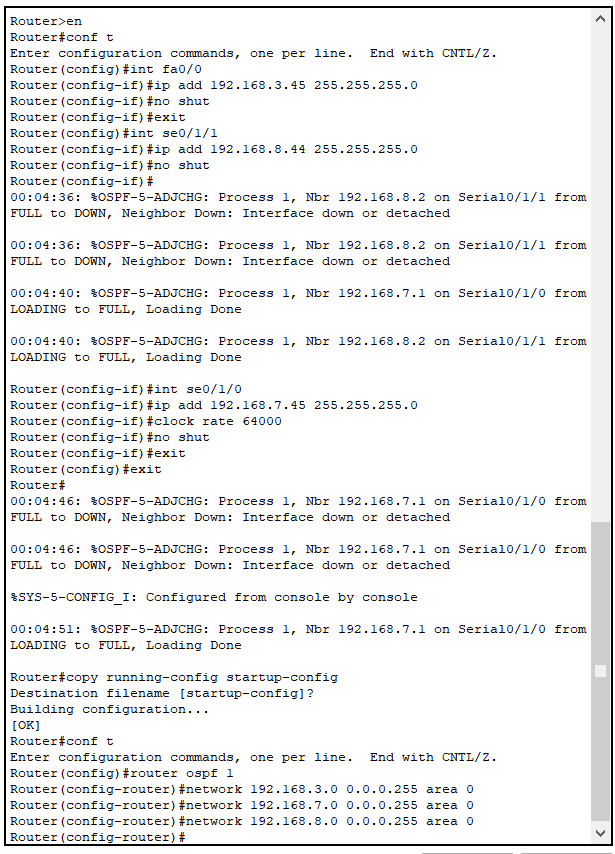 Router>en
Router#conf t
Enter configuration commands, one per line.  End with CNTL/Z.
Router(config)#int fa0/0
Router(config-if)#ip add 192.168.3.45 255.255.255.0
Router(config-if)#no shut
Router(config-if)#exit
Router(config)#int se0/1/1
Router(config-if)#ip add 192.168.8.44 255.255.255.0
Router(config-if)#no shut
Router(config-if)#
00:04:36: %OSPF-5-ADJCHG: Process 1, Nbr 192.168.8.2 on Serial0/1/1 from
FULL to DOWN, Neighbor Down: Interface down or detached
00:04:36: %OSPF-5-ADJCHG: Process 1, Nbr 192.168.8.2 on Serial0/1/1 from
FULL to DOWN, Neighbor Down: Interface down or detached
00:04:40: %OSPF-5-ADJCHG: Process 1, Nbr 192.168.7.1 on Serial0/1/0 from
LOADING to FULL, Loading Done
00:04:40: %OSPF-5-ADJCHG: Process 1, Nbr 192.168.8.2 on Serial0/1/1 from
LOADING to FULL, Loading Done
Router(config-if)#int se0/1/0
Router(config-if)#ip add 192.168.7.45 255.255.255.0
Router(config-if)#clock rate 64000
Router(config-if)#no shut
Router(config-if)#exit
Router(config)#exit
Router#
00:04:46: %OSPF-5-ADJCHG: Process 1, Nbr 192.168.7.1 on Serial0/1/0 from
FULL to DOWN, Neighbor Down: Interface down or detached
00:04:46: %OSPF-5-ADJCHG: Process 1, Nbr 192.168.7.1 on Serial0/1/0 from
FULL to DOWN, Neighbor Down: Interface down or detached
%SYS-5-CONFIG_I: Configured from console by console
00:04:51: %OSPF-5-ADJCHG: Process 1, Nbr 192.168.7.1 on Serial0/1/0 from
LOADING to FULL, Loading Done
Router#copy running-config startup-config
Destination filename [startup-config]?
Building configuration...
[OK]
Router#conf t
Enter configuration commands, one per line.  End with CNTL/Z.
Router(config)#router ospf 1
Router(config-router)#network 192.168.3.0 0.0.0.255 area 0
Router(config-router)#network 192.168.7.0 0.0.0.255 area 0
Router(config-router)#network 192.168.8.0 0.0.0.255 area 0
Router(config-router)#